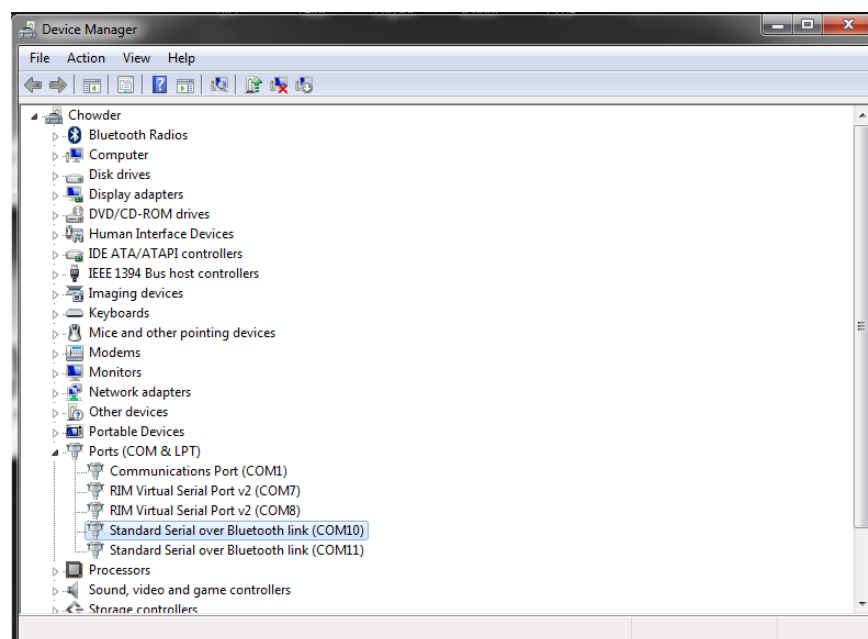 Device Manager
File Action View Help
Chowder
Bluetooth Radios
Computer
Disk drives
Display adapters
DVD/CD-ROM drives
Human Interface Devices
IDE ATA/ATAPI controllers
IEEE 1394 Bus host controllers
Imaging devices
Keyboards
Mice and other pointing devices
Modems
Monitors
Network adapters
Other devices
Portable Devices
Ports (COM & LPT)
Communications Port (COM1)
RIM Virtual Serial Port v2 (COM7)
RIM Virtual Serial Port v2 (COM8)
Standard Serial over Bluetooth link (COM10)
Standard Serial over Bluetooth link (COM11)
Processors
Sound, video and game controllers
Storage controllers